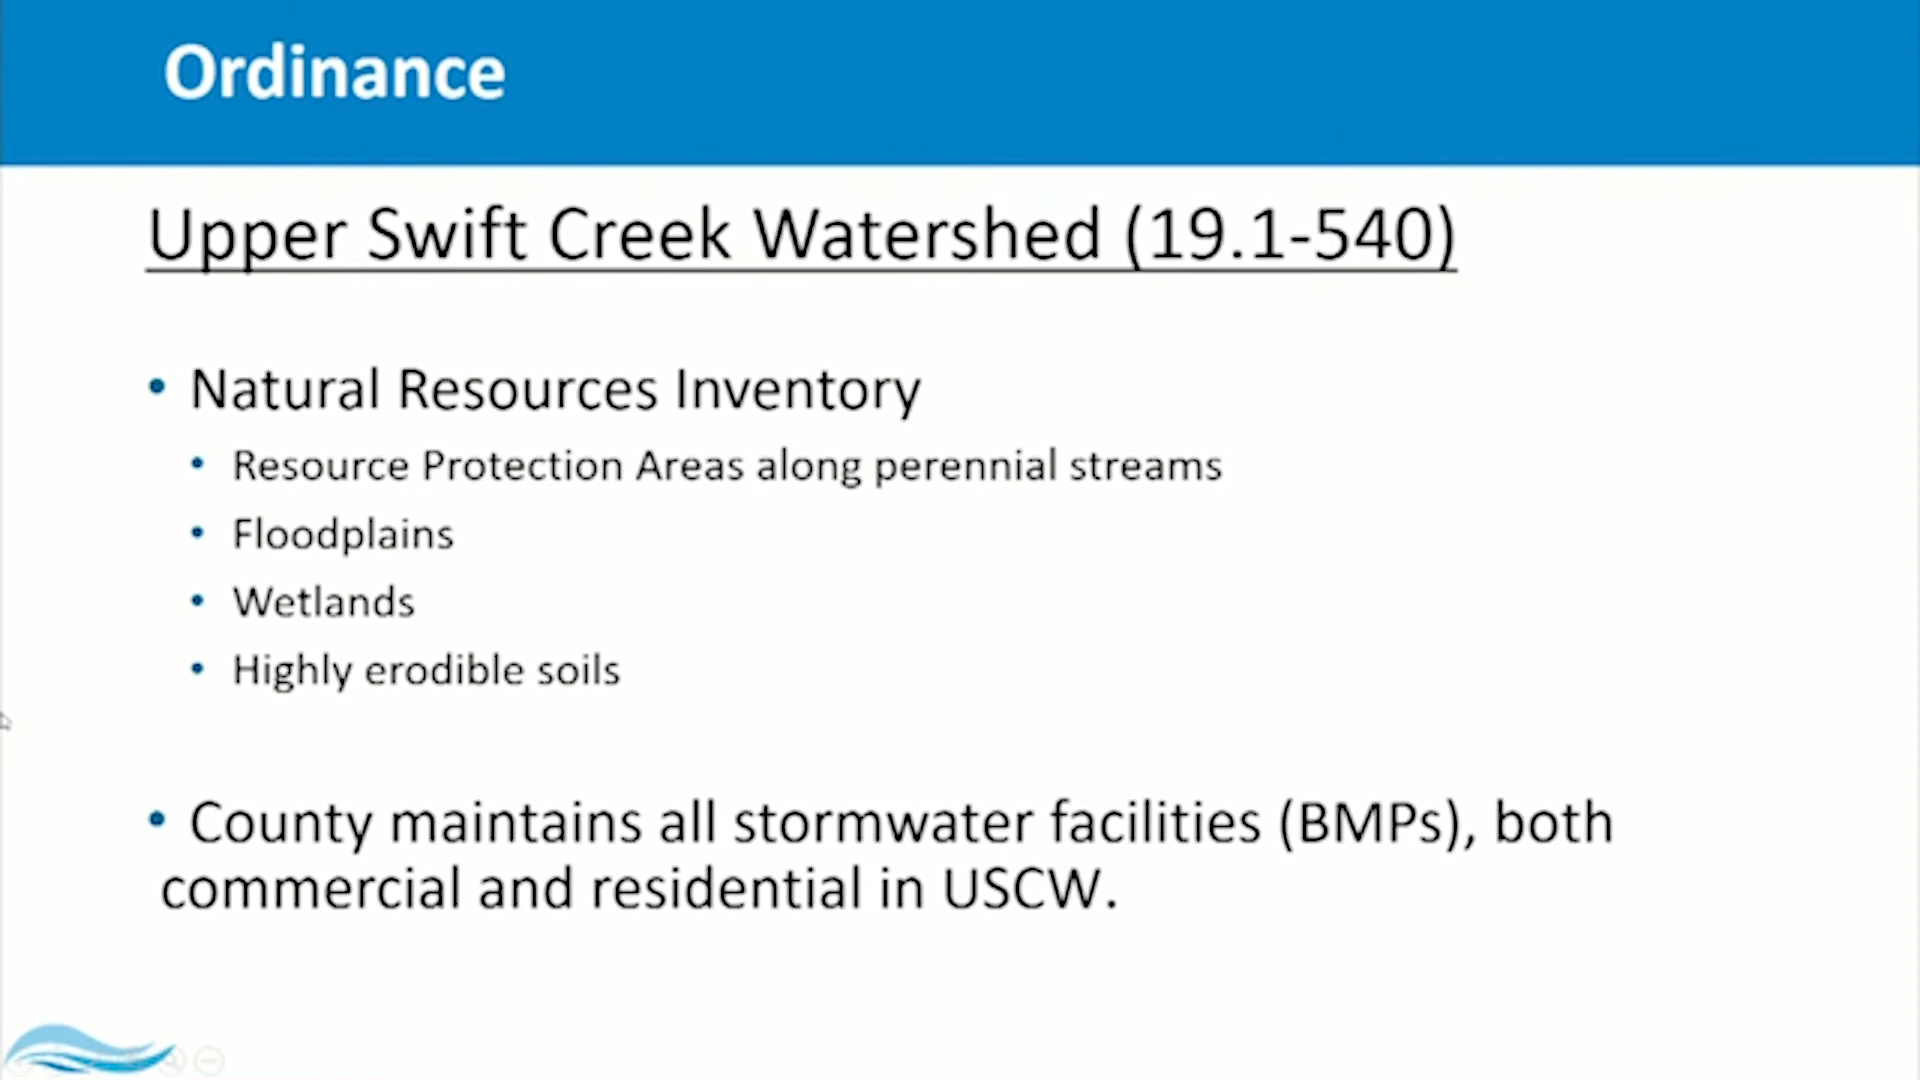 Ordinance
Upper Swift Creek Watershed (19.1-540)
• Natural Resources Inventory
• Resource Protection Areas along perennial streams
• Floodplains
• Wetlands
• Highly erodible soils
• County maintains all stormwater facilities (BMPs), both
commercial and residential in USCW.